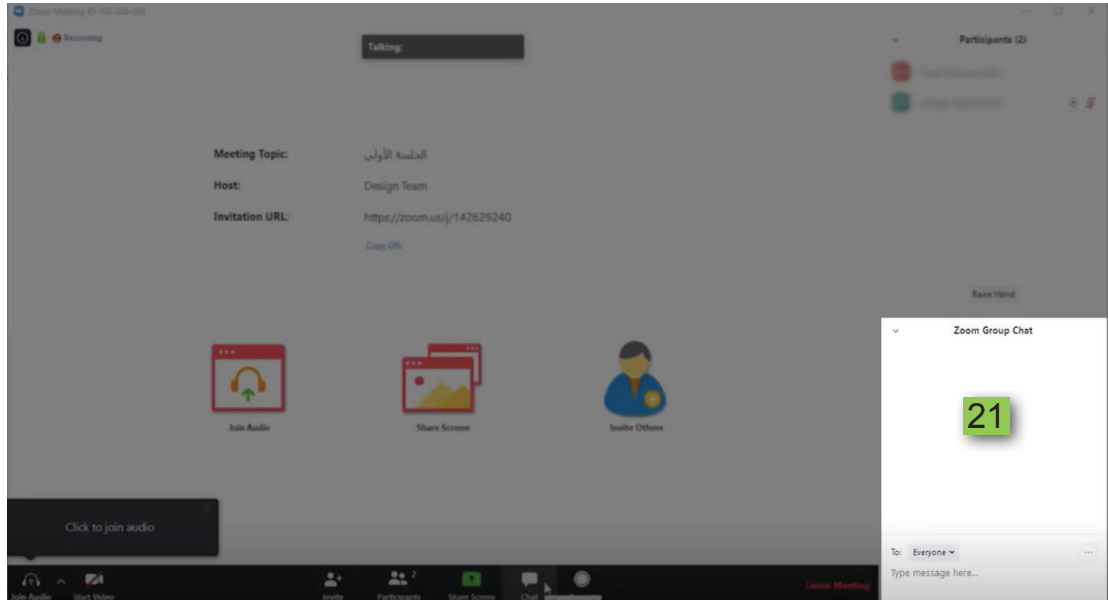 Recording
Talking:
Participants (2)
Meeting Topic:
الجلسة الأولى
Host:
Design Team
Invitation URL:
https://zoom.us/j/142629240
Copy URL
Raise Hand
Join Audio
Share Screen
Invite Others
Zoom Group Chat
21
Click to join audio
To: Everyone
Type message here...
Join Audio
Start Video
Invite
Participants
2
Share Screen
Chat
Leave Meeting